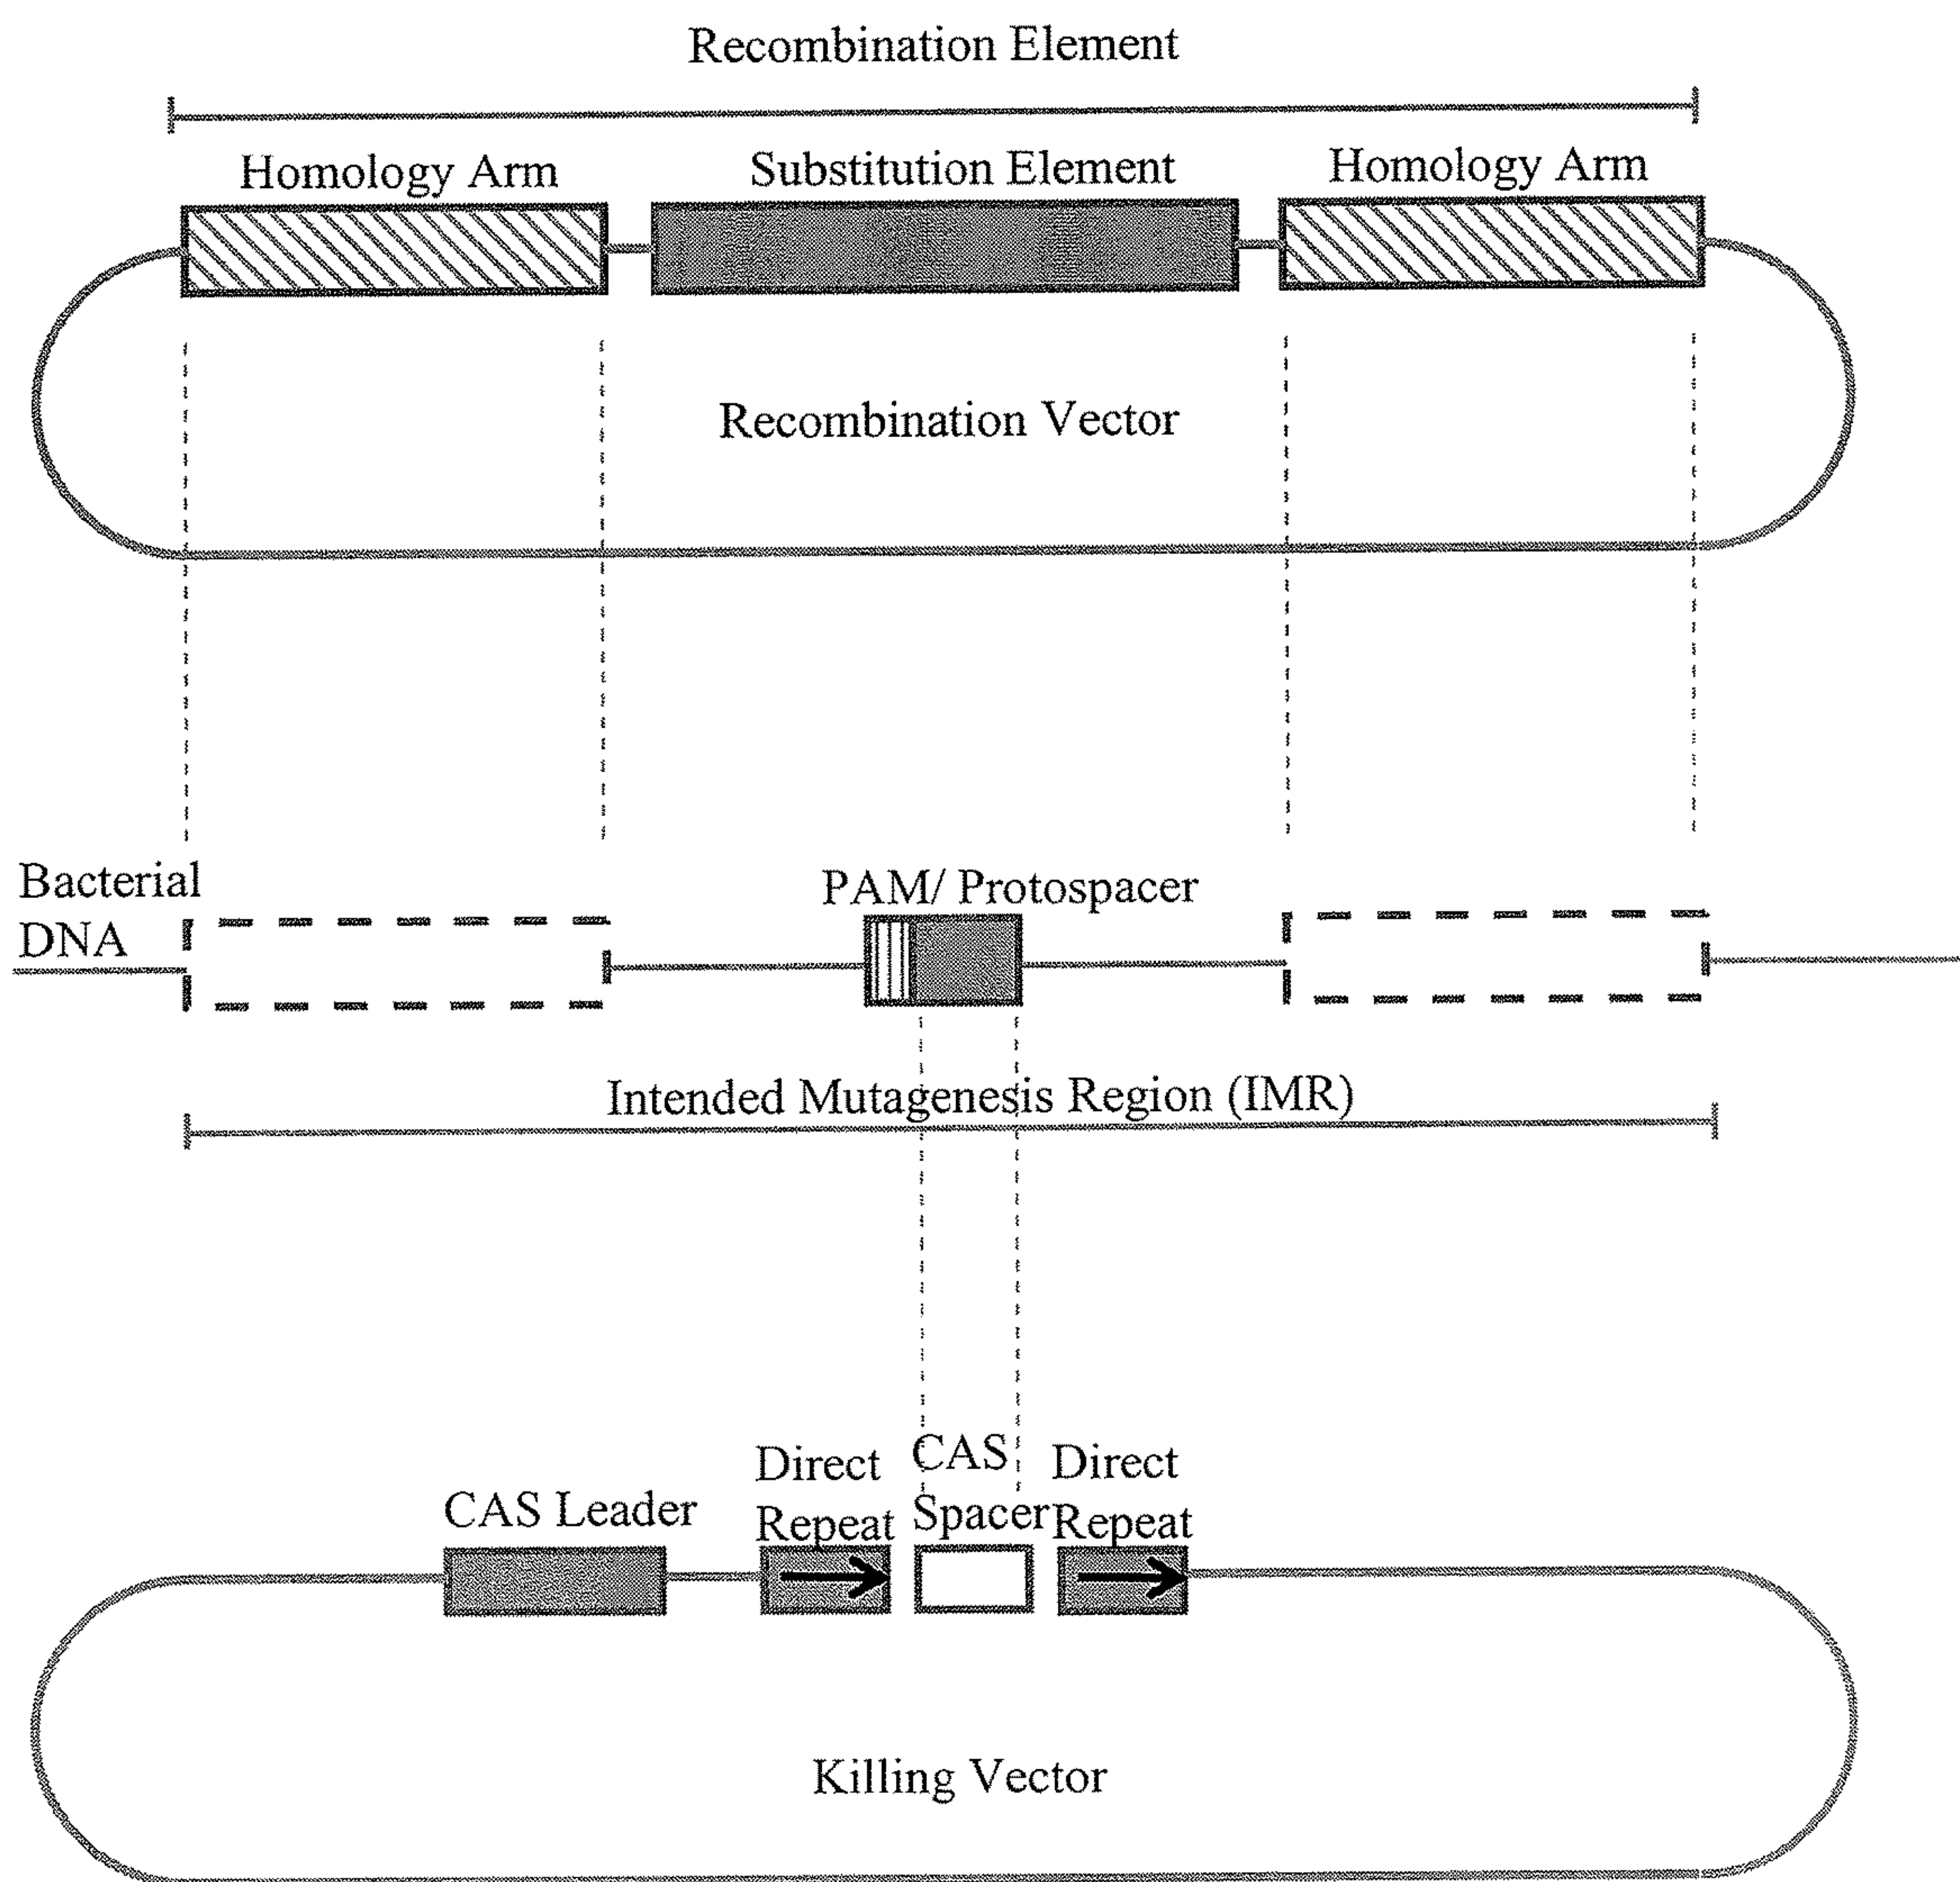 Recombination Element
Homology Arm
Substitution Element
Homology Arm
Recombination Vector
Bacterial
DNA
PAM/ Protospacer
Intended Mutagenesis Region (IMR)
CAS Leader
Direct
Repeat
CAS
Spacer
Direct
Repeat
Killing Vector